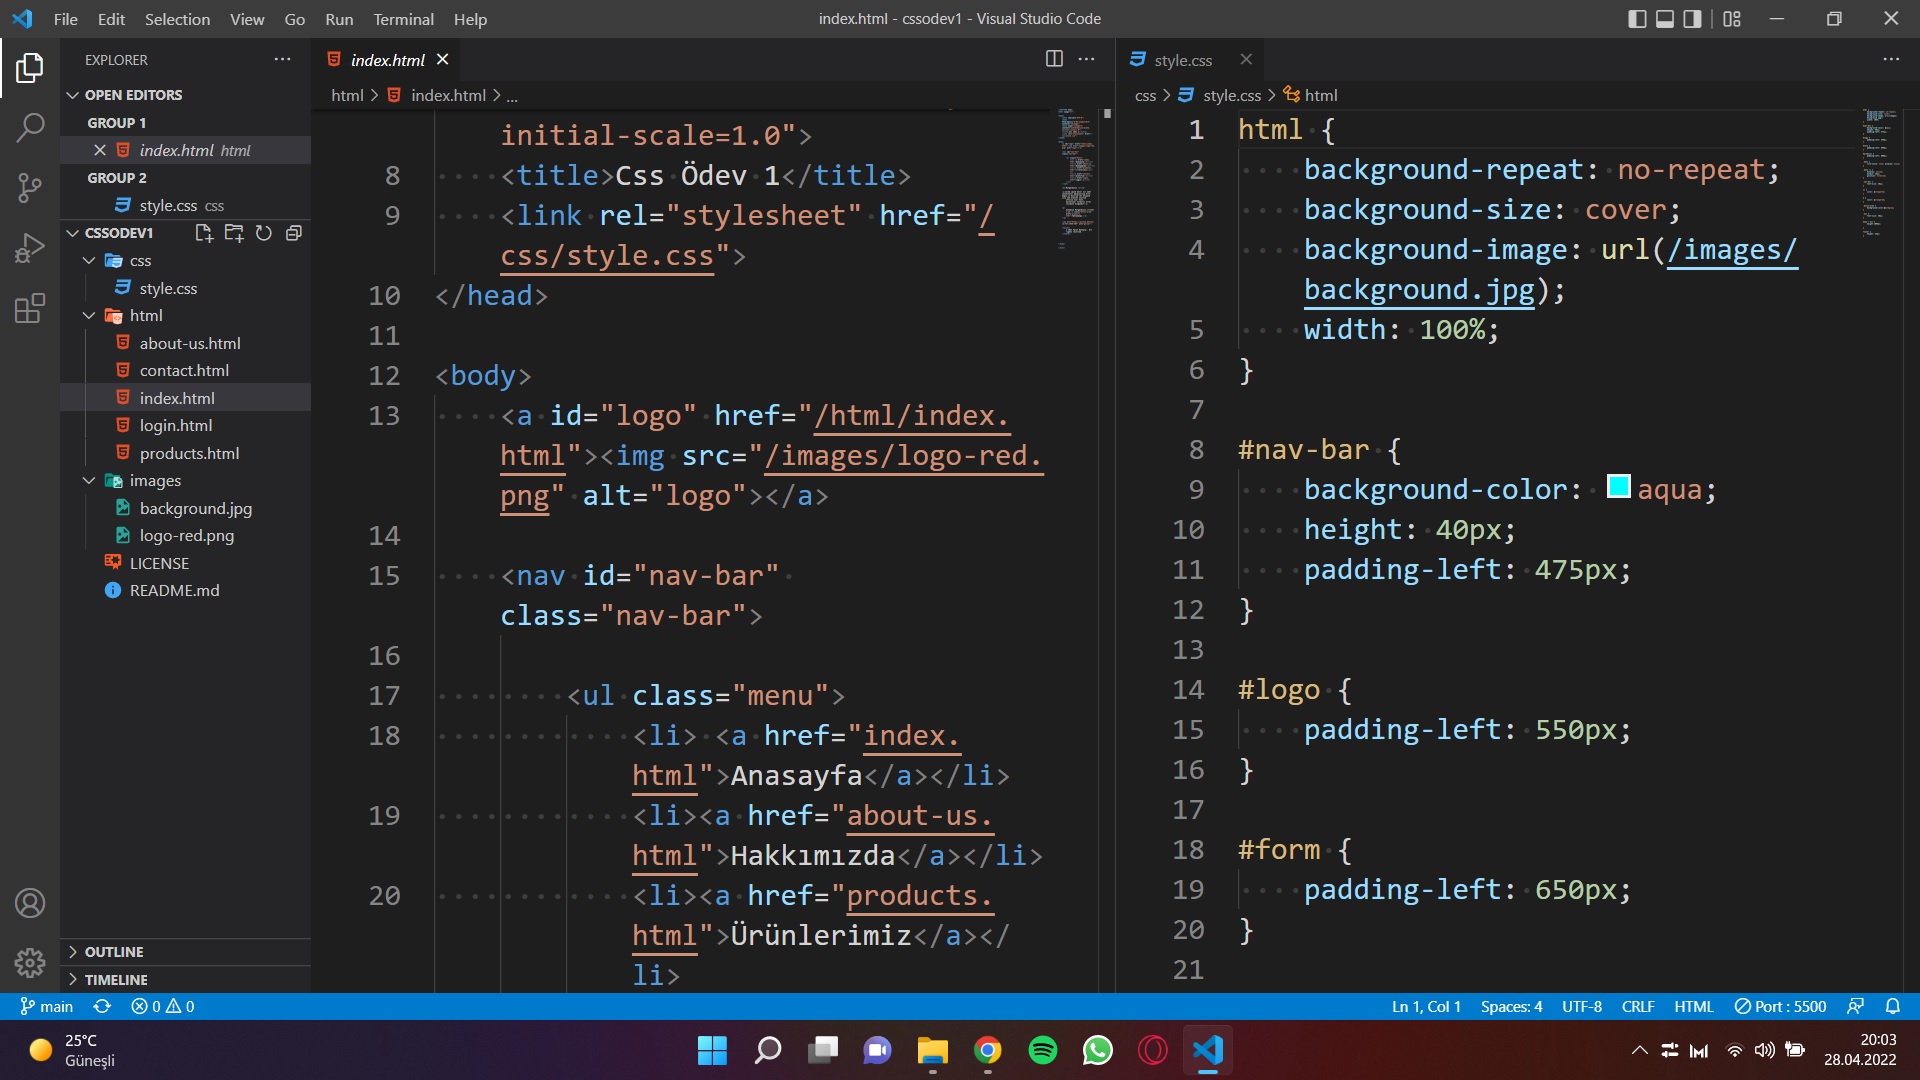 File Edit Selection View Go Run Terminal Help
index.html - cssodev1 - Visual Studio Code
EXPLORER
OPEN EDITORS
GROUP 1
index.html html
GROUP 2
style.css css
CSSODEV1
css
style.css
html
about-us.html
contact.html
index.html
login.html
products.html
images
background.jpg
logo-red.png
LICENSE
README.md
OUTLINE
TIMELINE
index.html
html > index.html > ...
initial-scale=1.0">
8 <title>Css Ödev 1</title>
9 <link rel="stylesheet" href="/
css/style.css">
10 </head>
11
12 <body>
13 <a id="logo" href="/html/index.
html"><img src="/images/logo-red.
png" alt="logo"></a>
14
15 <nav id="nav-bar"
class="nav-bar">
16
17 <ul class="menu">
18 <li> <a href="index.
html">Anasayfa</a></li>
19 <li><a href="about-us.
html">Hakkımızda</a></li>
20 <li><a href="products.
html">Ürünlerimiz</a></
li>
style.css
css > style.css > html
1 html {
2 background-repeat: no-repeat;
3 background-size: cover;
4 background-image: url(/images/
background.jpg);
5 width: 100%;
6 }
7
8 #nav-bar {
9 background-color: aqua;
10 height: 40px;
11 padding-left: 475px;
12 }
13
14 #logo {
15 padding-left: 550px;
16 }
17
18 #form {
19 padding-left: 650px;
20 }
21
main 0 0
Ln 1, Col 1 Spaces: 4 UTF-8 CRLF HTML Port : 5500
25°C
Güneşli
20:03
28.04.2022